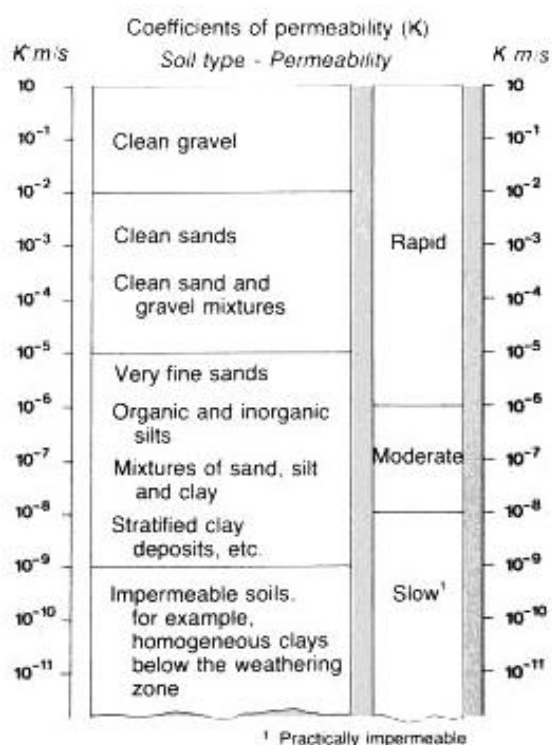 Coefficients of permeability (K)
K m/s
Soil type - Permeability
K m/s
10
10⁻¹
10⁻²
10⁻³
10⁻⁴
10⁻⁵
10⁻⁶
10⁻⁷
10⁻⁸
10⁻⁹
10⁻¹⁰
10⁻¹¹
Clean gravel
Clean sands
Clean sand and
gravel mixtures
Very fine sands
Organic and inorganic
silts
Mixtures of sand, silt
and clay
Stratified clay
deposits, etc.
Impermeable soils.
for example,
homogeneous clays
below the weathering
zone
Rapid
Moderate
Slow¹
10
10⁻¹
10⁻²
10⁻³
10⁻⁴
10⁻⁵
10⁻⁶
10⁻⁷
10⁻⁸
10⁻⁹
10⁻¹⁰
10⁻¹¹
¹ Practically impermeable